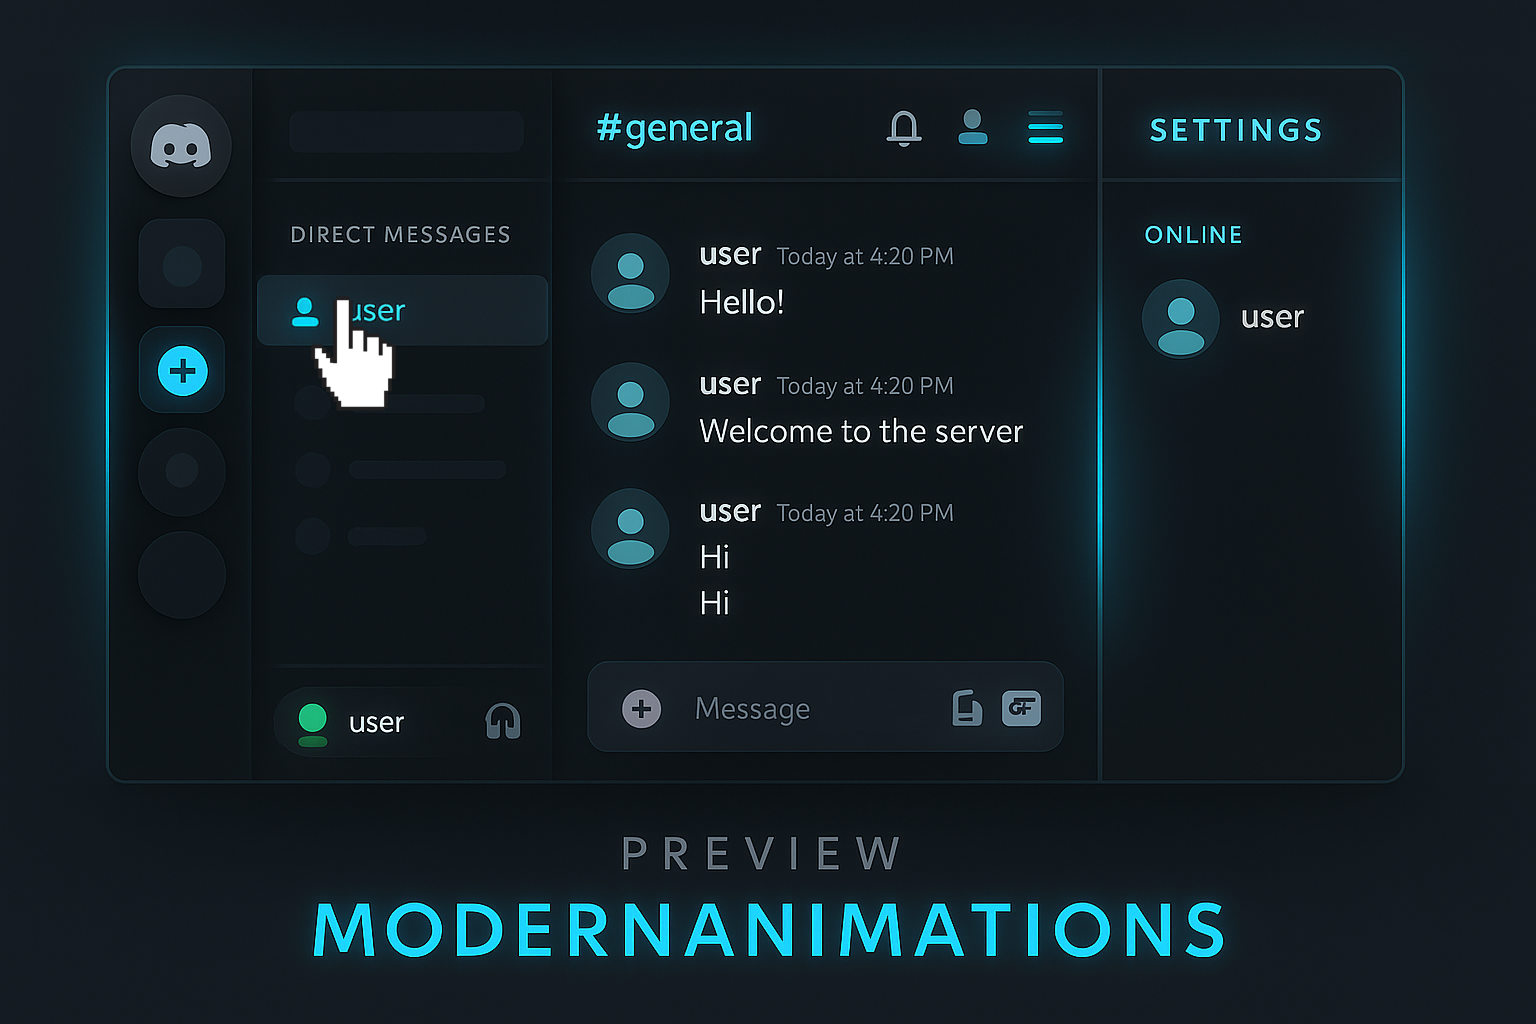 #general
SETTINGS
DIRECT MESSAGES
user
user Today at 4:20 PM
Hello!
user Today at 4:20 PM
Welcome to the server
user Today at 4:20 PM
Hi
Hi
Message
GF
user
ONLINE
user
PREVIEW
MODERNANIMATIONS